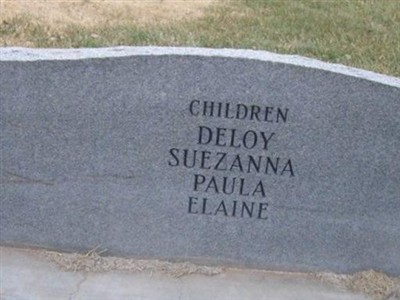 CHILDREN
DELOY
SUEZANNA
PAULA
ELAINE